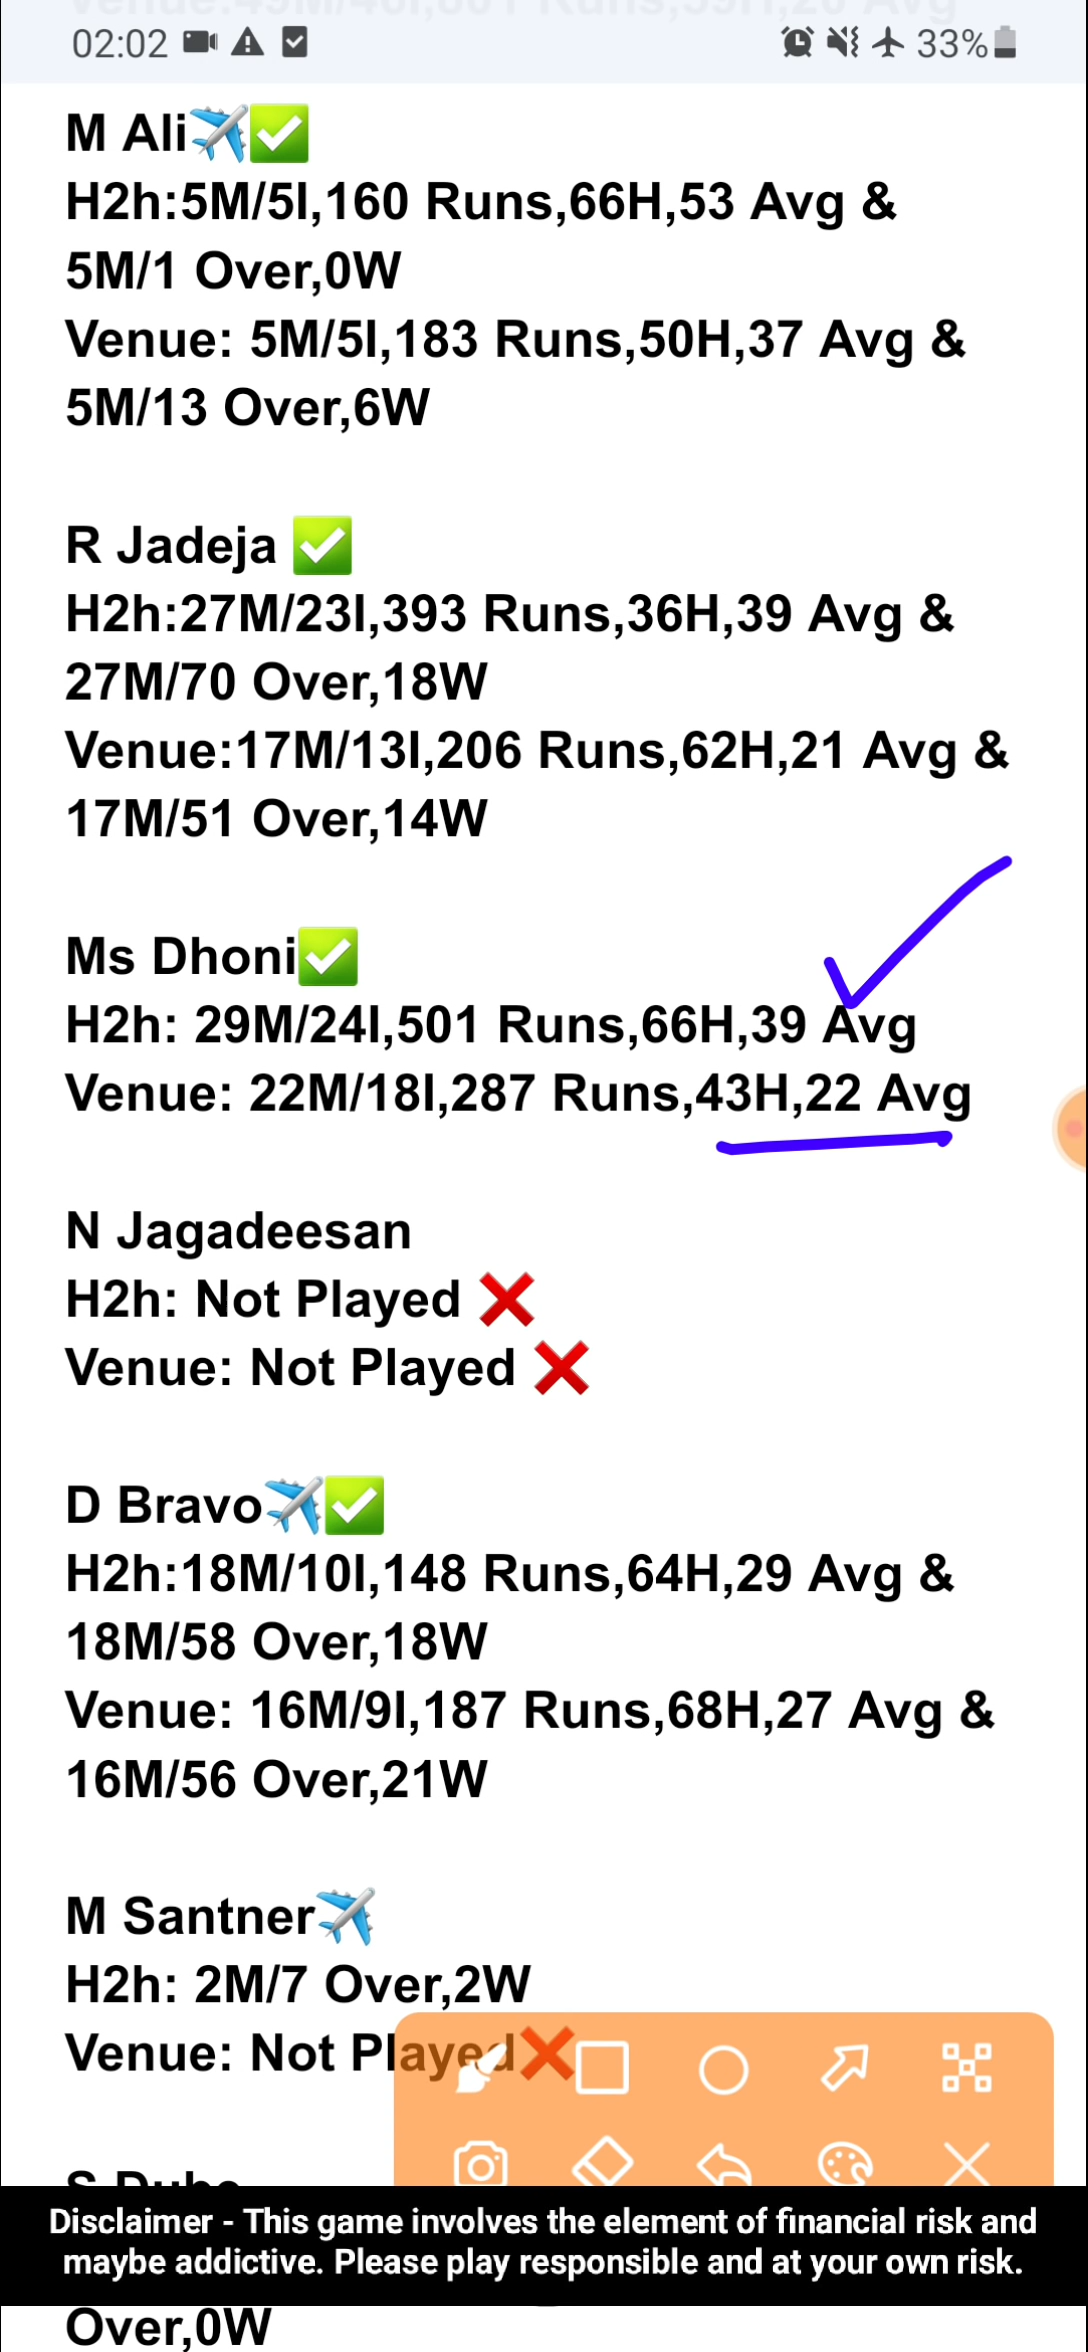 02:02
33%
M Ali✈️✅
H2h:5M/5I,160 Runs,66H,53 Avg &
5M/1 Over,0W
Venue: 5M/5I,183 Runs,50H,37 Avg &
5M/13 Over,6W
R Jadeja ✅
H2h:27M/23I,393 Runs,36H,39 Avg &
27M/70 Over,18W
Venue:17M/13I,206 Runs,62H,21 Avg &
17M/51 Over,14W
Ms Dhoni✅
H2h: 29M/24I,501 Runs,66H,39 Avg
Venue: 22M/18I,287 Runs,43H,22 Avg
N Jagadeesan
H2h: Not Played ❌
Venue: Not Played ❌
D Bravo✈️✅
H2h:18M/10I,148 Runs,64H,29 Avg &
18M/58 Over,18W
Venue: 16M/9I,187 Runs,68H,27 Avg &
16M/56 Over,21W
M Santner✈️
H2h: 2M/7 Over,2W
Venue: Not Played❌
S Dube
Disclaimer - This game involves the element of financial risk and
maybe addictive. Please play responsible and at your own risk.
Over,0W